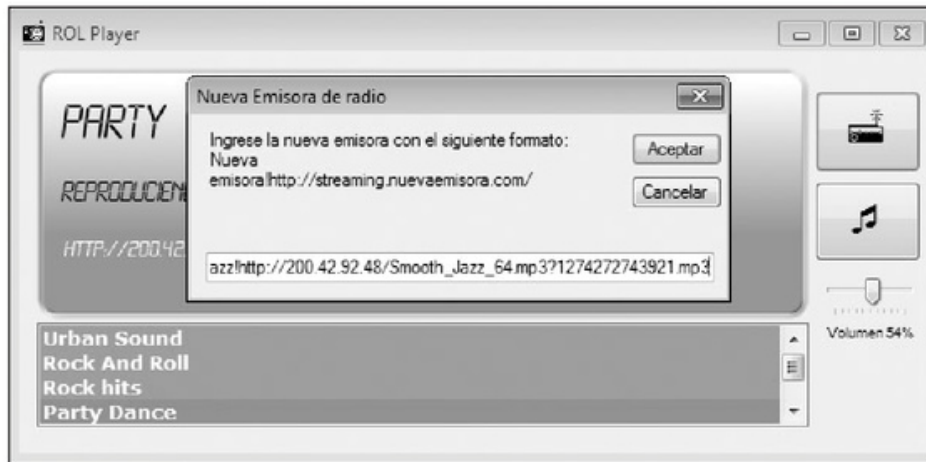 ROL Player
PARTY
REPRODUCIEN
HTTP://200.42.
Nueva Emisora de radio
Ingrese la nueva emisora con el siguiente formato:
Nueva
emisora!http://streaming.nuevaemisora.com/
Aceptar
Cancelar
azz!http://200.42.92.48/Smooth_Jazz_64.mp3?1274272743921.mp3
Volumen 54%
Urban Sound
Rock And Roll
Rock hits
Party Dance